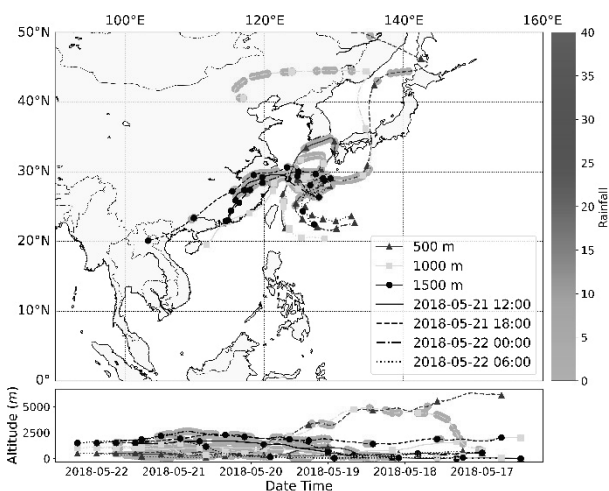 100°E 120°E 140°E 160°E
50°N
40°N
30°N
20°N
10°N
0°
500 m
1000 m
1500 m
2018-05-21 12:00
2018-05-21 18:00
2018-05-22 00:00
2018-05-22 06:00
40
35
30
25
20
15
10
5
0
Rainfall
Altitude (m)
5000
2500
0
2018-05-22 2018-05-21 2018-05-20 2018-05-19 2018-05-18 2018-05-17
Date Time